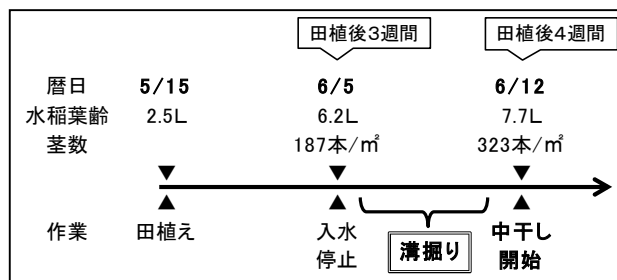 田植後3週間 田植後4週間
暦日 5/15 6/5 6/12
水稲葉齢 2.5L 6.2L 7.7L
茎数 187本/㎡ 323本/㎡
作業 田植え 入水停止 溝掘り 中干し開始